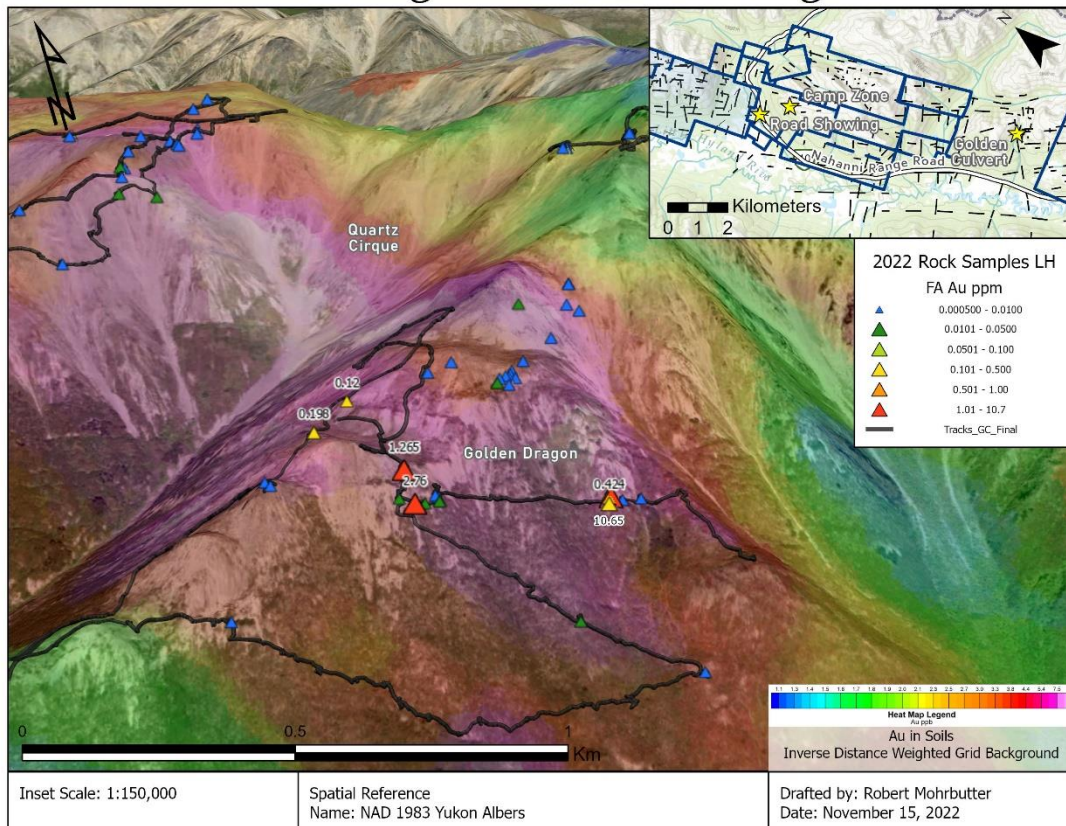 N
Camp Zone
Road Showing
Golden
Culvert
Nahanni Range Road
0 1 2 Kilometers
2022 Rock Samples LH
FA Au ppm
0.000500 - 0.0100
0.0101 - 0.0500
0.0501 - 0.100
0.101 - 0.500
0.501 - 1.00
1.01 - 10.7
Tracks_GC_Final
Quartz
Cirque
0.12
0.198
1.265
Golden Dragon
2.76
0.424
10.65
0 0.5 1
Km
Heat Map Legend
Au ppb
Au in Soils
Inverse Distance Weighted Grid Background
Inset Scale: 1:150,000
Spatial Reference
Name: NAD 1983 Yukon Albers
Drafted by: Robert Mohrbutter
Date: November 15, 2022